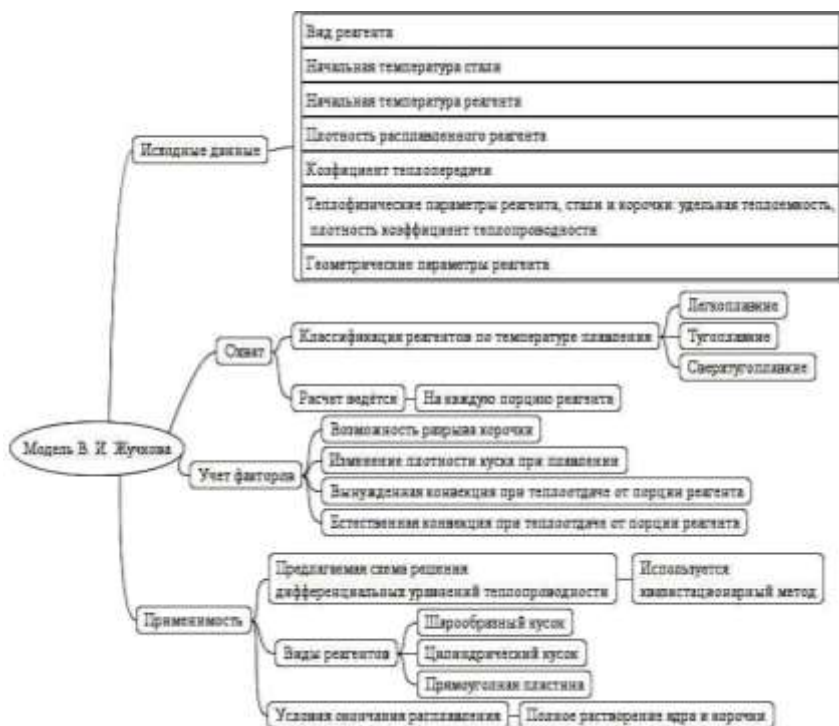 Вид реагента
Начальная температура стали
Начальная температура реагента
Плотность расплавленного реагента
Исходные данные
Коэфициент теплопередачи
Теплофизические параметры реагента, стали и корочки: удельная теплоемкость,
плотность коэффициент теплопроводности
Геометрические параметры реагента
Легкоплавкие
Охват
Классификация реагентов по температуре плавления
Тугоплавкие
Сверхтугоплавкие
Расчет ведётся
На каждую порцию реагента
Модель В. И. Жучкова
Возможность разрыва корочки
Учет факторов
Изменение плотности куска при плавлении
Вынужденная конвекция при теплоотдаче от порции реагента
Естественная конвекция при теплоотдаче от порции реагента
Применимость
Предлагаемая схема решения
дифференциальных уравнений теплопроводности
Используется
квазистационарный метод
Шарообразный кусок
Виды реагентов
Цилиндрический кусок
Прямоуголная пластина
Условия окончания расплавления
Полное растворение ядра и корочки